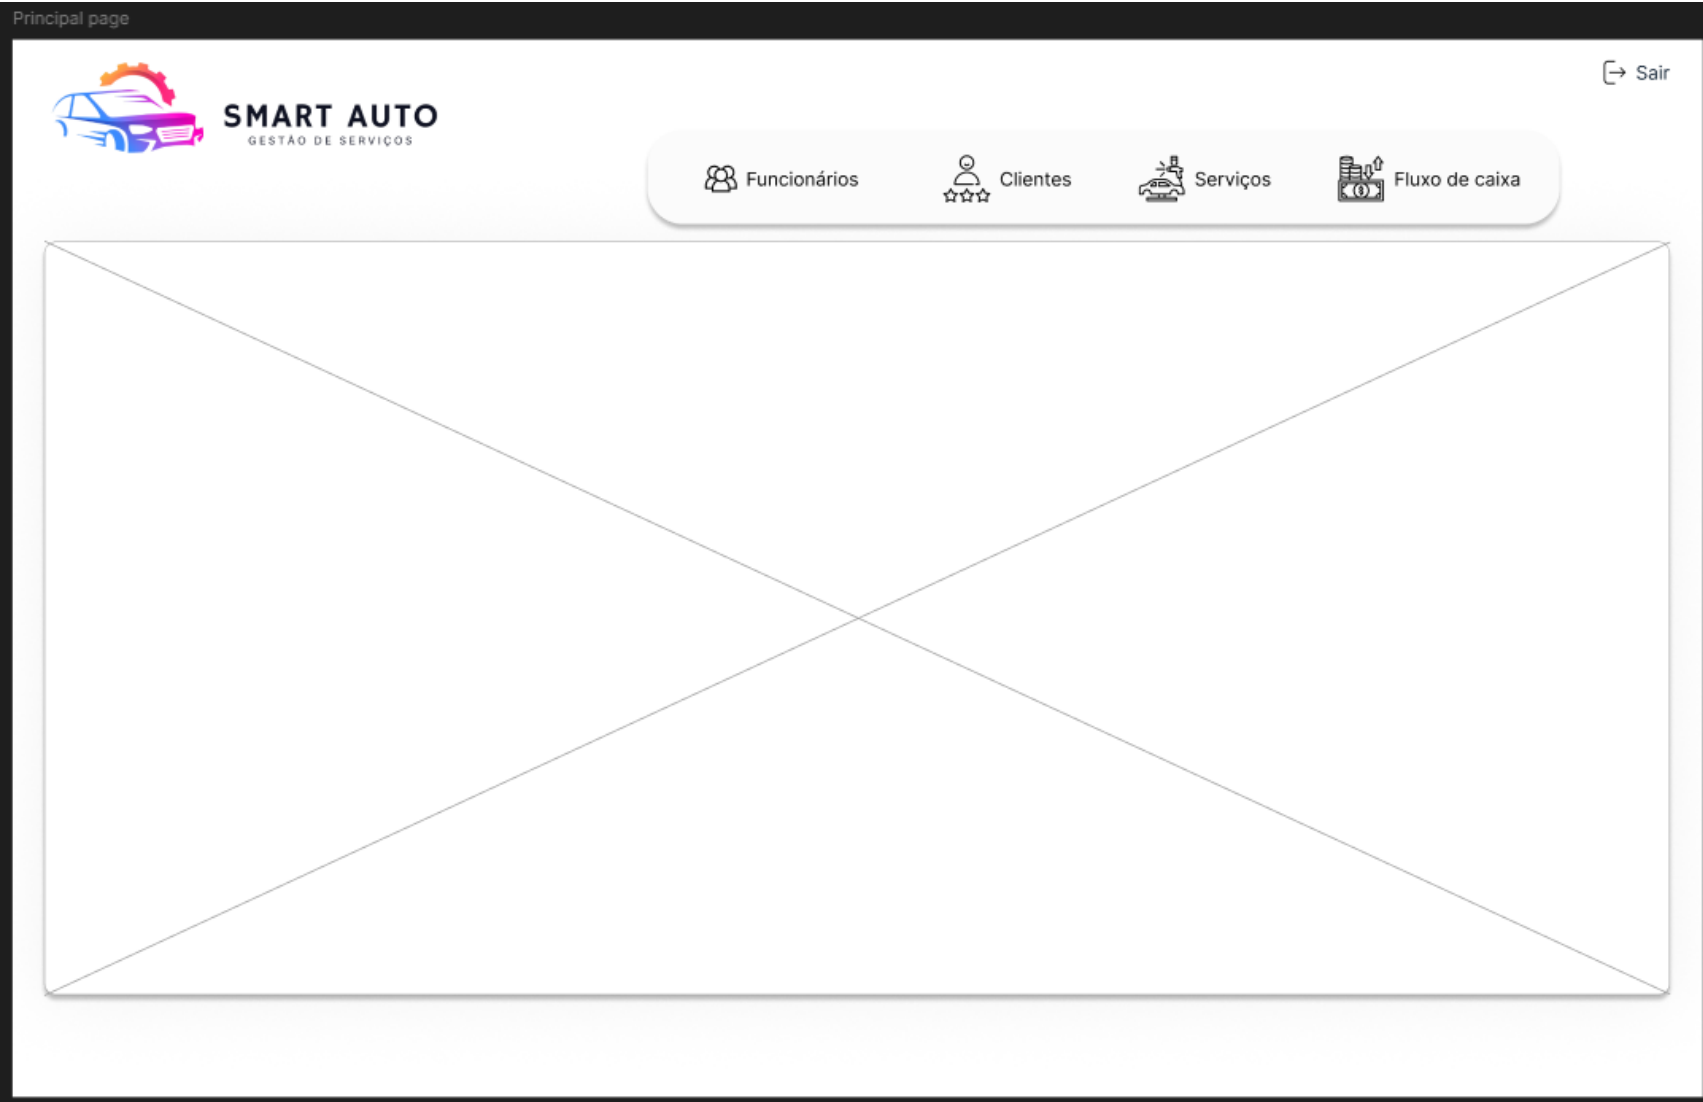 Principal page
Sair
SMART AUTO
GESTÃO DE SERVIÇOS
Funcionários
Clientes
Serviços
Fluxo de caixa